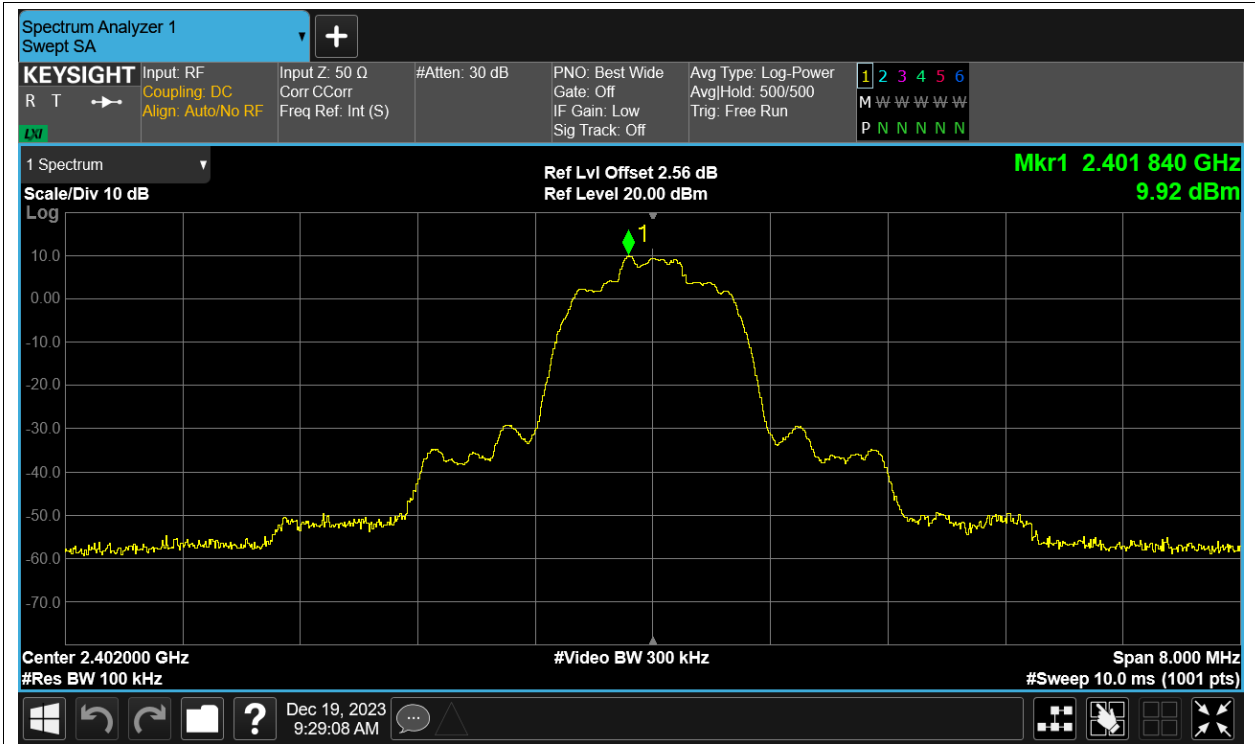 Spectrum Analyzer 1
Swept SA
KEYSIGHT
R T
LXI
Input: RF
Coupling: DC
Align: Auto/No RF
Input Z: 50 Ω
Corr CCorr
Freq Ref: Int (S)
#Atten: 30 dB
PNO: Best Wide
Gate: Off
IF Gain: Low
Sig Track: Off
Avg Type: Log-Power
Avg|Hold: 500/500
Trig: Free Run
1 2 3 4 5 6
M W W W W W
P N N N N N
1 Spectrum
Scale/Div 10 dB
Ref Lvl Offset 2.56 dB
Ref Level 20.00 dBm
Mkr1 2.401 840 GHz
9.92 dBm
Log
1
10.0
0.00
-10.0
-20.0
-30.0
-40.0
-50.0
-60.0
-70.0
Center 2.402000 GHz
#Video BW 300 kHz
Span 8.000 MHz
#Res BW 100 kHz
#Sweep 10.0 ms (1001 pts)
?
Dec 19, 2023
9:29:08 AM